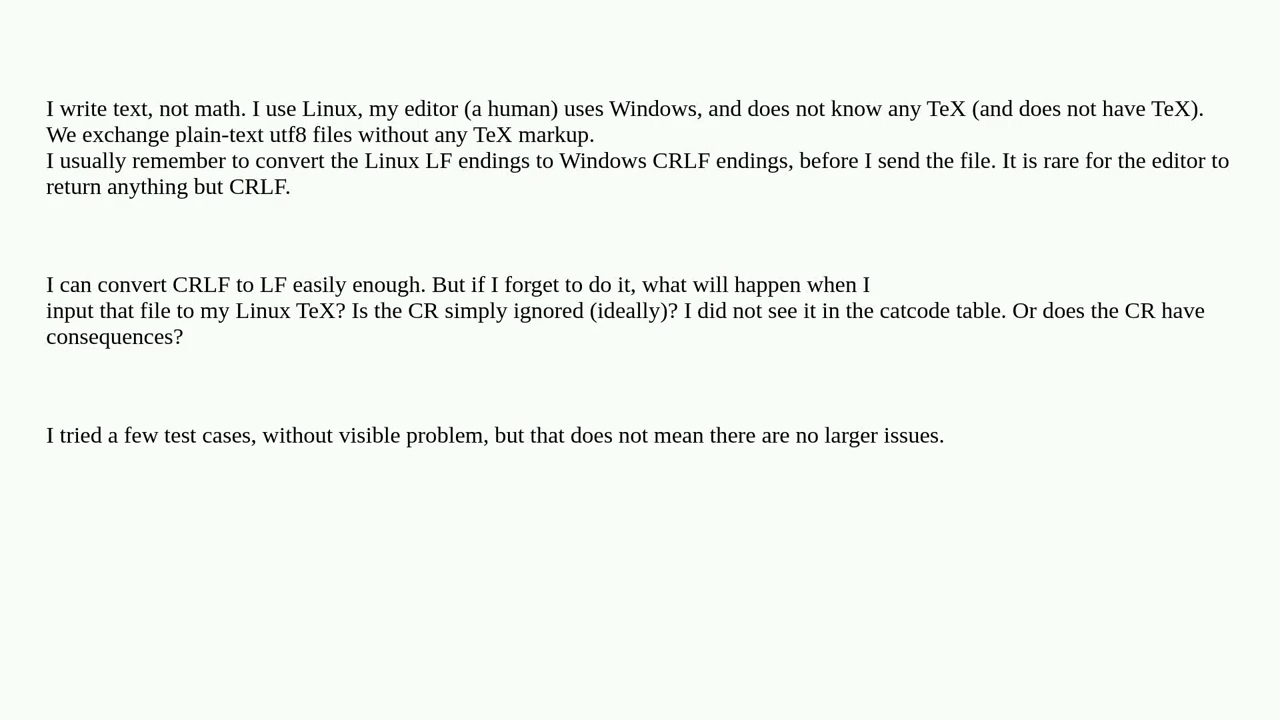 I write text, not math. I use Linux, my editor (a human) uses Windows, and does not know any TeX (and does not have TeX).
We exchange plain-text utf8 files without any TeX markup.
I usually remember to convert the Linux LF endings to Windows CRLF endings, before I send the file. It is rare for the editor to
return anything but CRLF.
I can convert CRLF to LF easily enough. But if I forget to do it, what will happen when I
input that file to my Linux TeX? Is the CR simply ignored (ideally)? I did not see it in the catcode table. Or does the CR have
consequences?
I tried a few test cases, without visible problem, but that does not mean there are no larger issues.